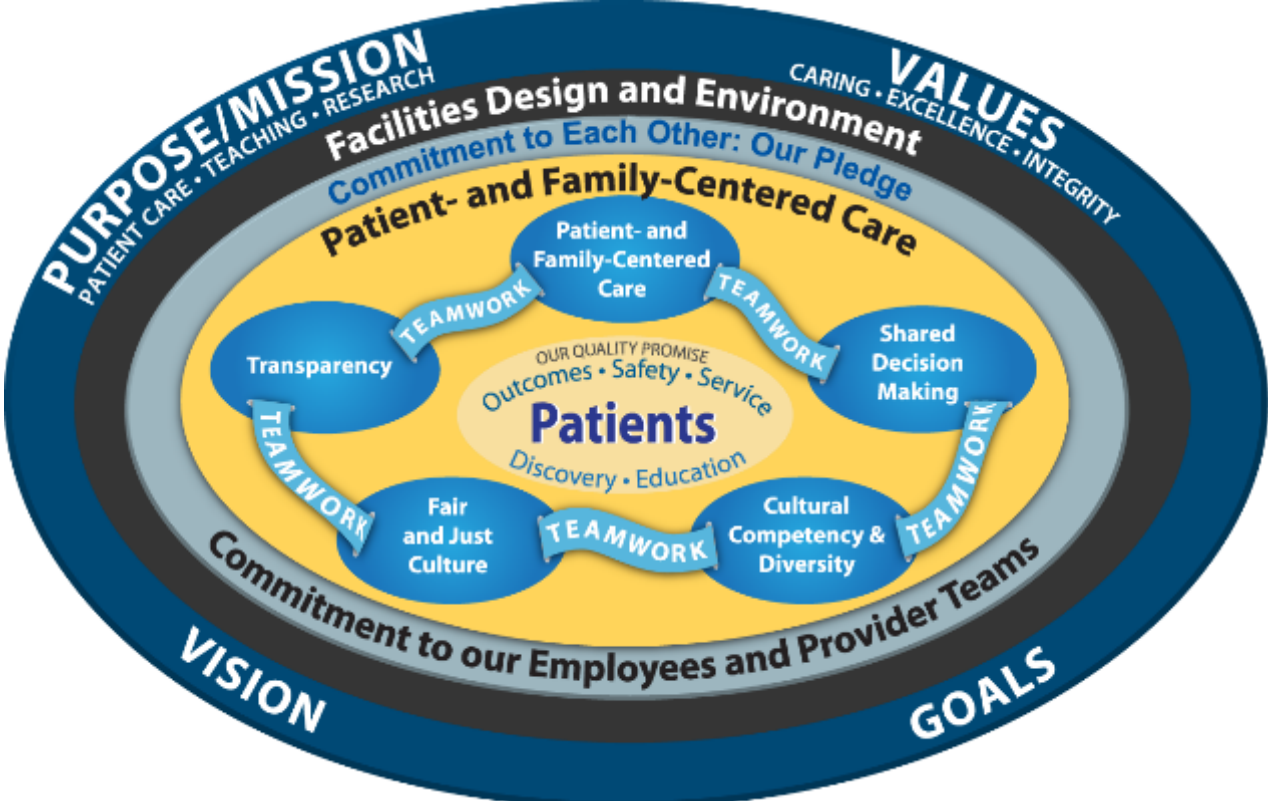 PURPOSE/MISSION
PATIENT CARE • TEACHING • RESEARCH
VALUES
CARING • EXCELLENCE • INTEGRITY
Facilities Design and Environment
Commitment to Each Other: Our Pledge
Patient- and Family-Centered Care
Patient- and
Family-Centered
Care
TEAMWORK
TEAMWORK
Transparency
Shared
Decision
Making
OUR QUALITY PROMISE
Outcomes • Safety • Service
Patients
Discovery • Education
TEAMWORK
TEAMWORK
Fair
and Just
Culture
TEAMWORK
Cultural
Competency &
Diversity
Commitment to our Employees and Provider Teams
VISION
GOALS